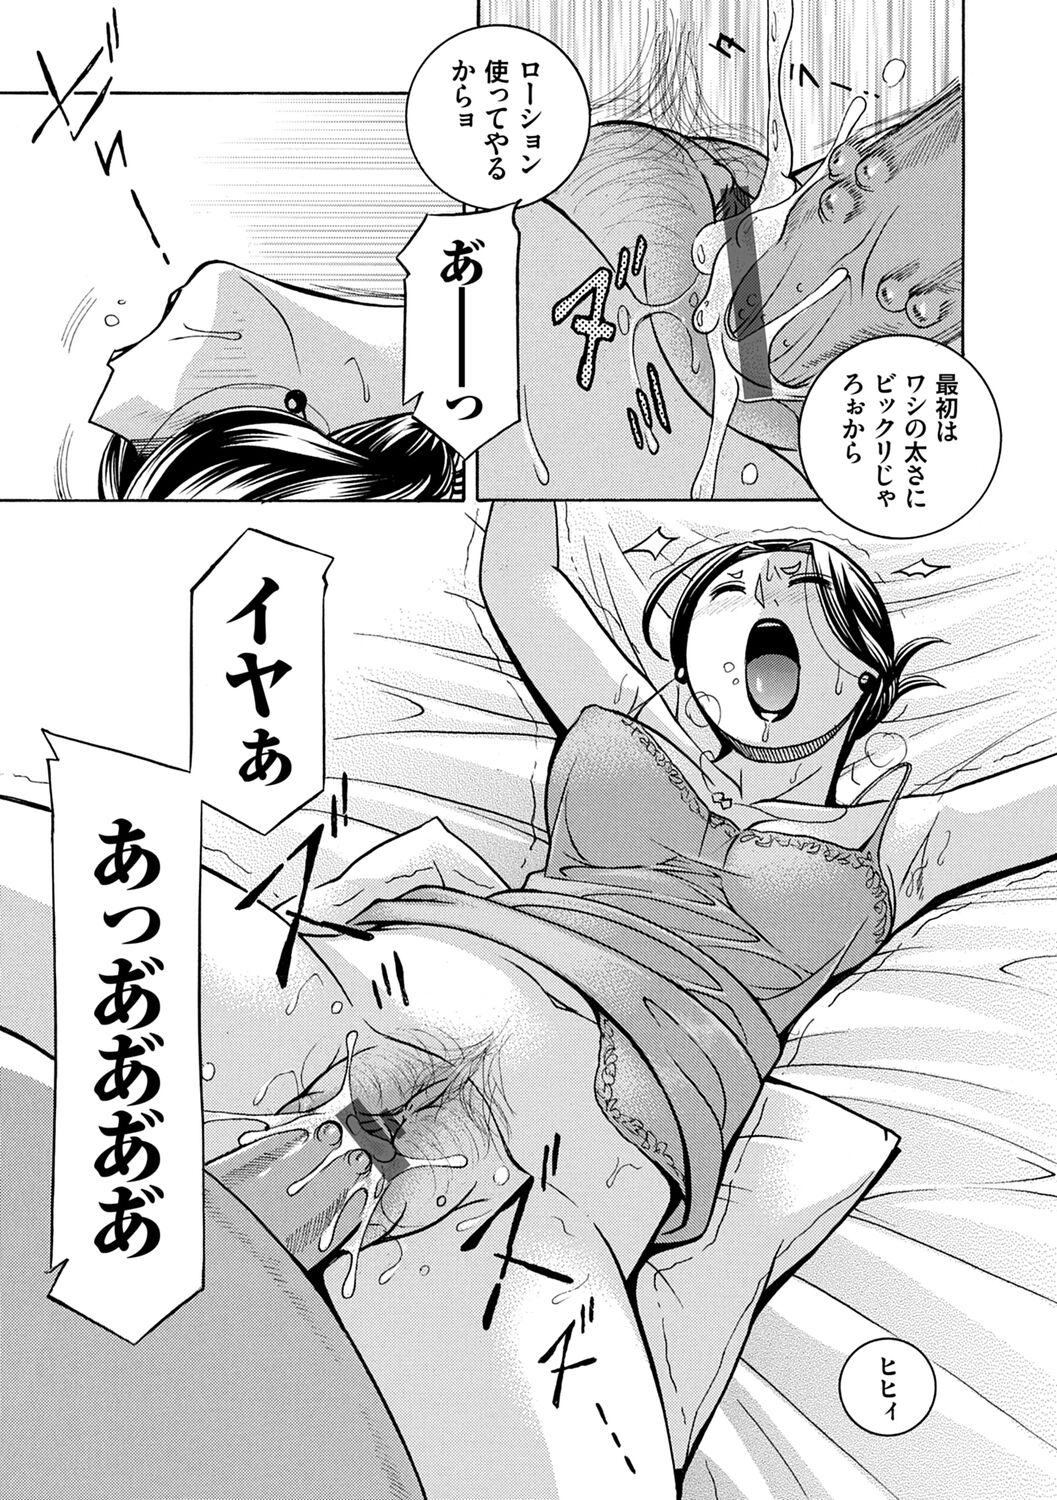 最初は
ワシの太さに
ビックリじゃ
ろぉから
ローション
使ってやる
からョ
あ゛ーーっ
イヤぁ
あっあ゛あ゛あ゛あ゛
ヒヒィ